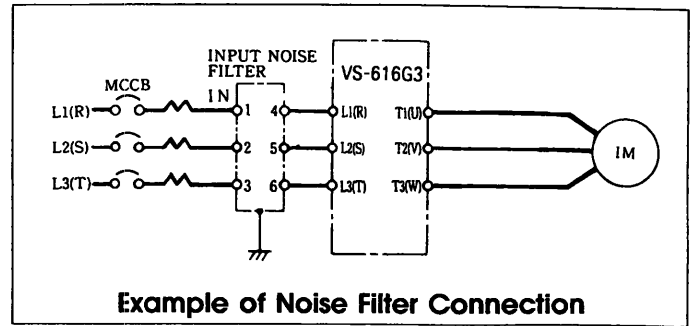 INPUT NOISE
FILTER
VS-616G3
MCCB
IN
L1(R) 1 4 L1(R) T1(U)
L2(S) 2 5 L2(S) T2(V) IM
L3(T) 3 6 L3(T) T3(W)
Example of Noise Filter Connection